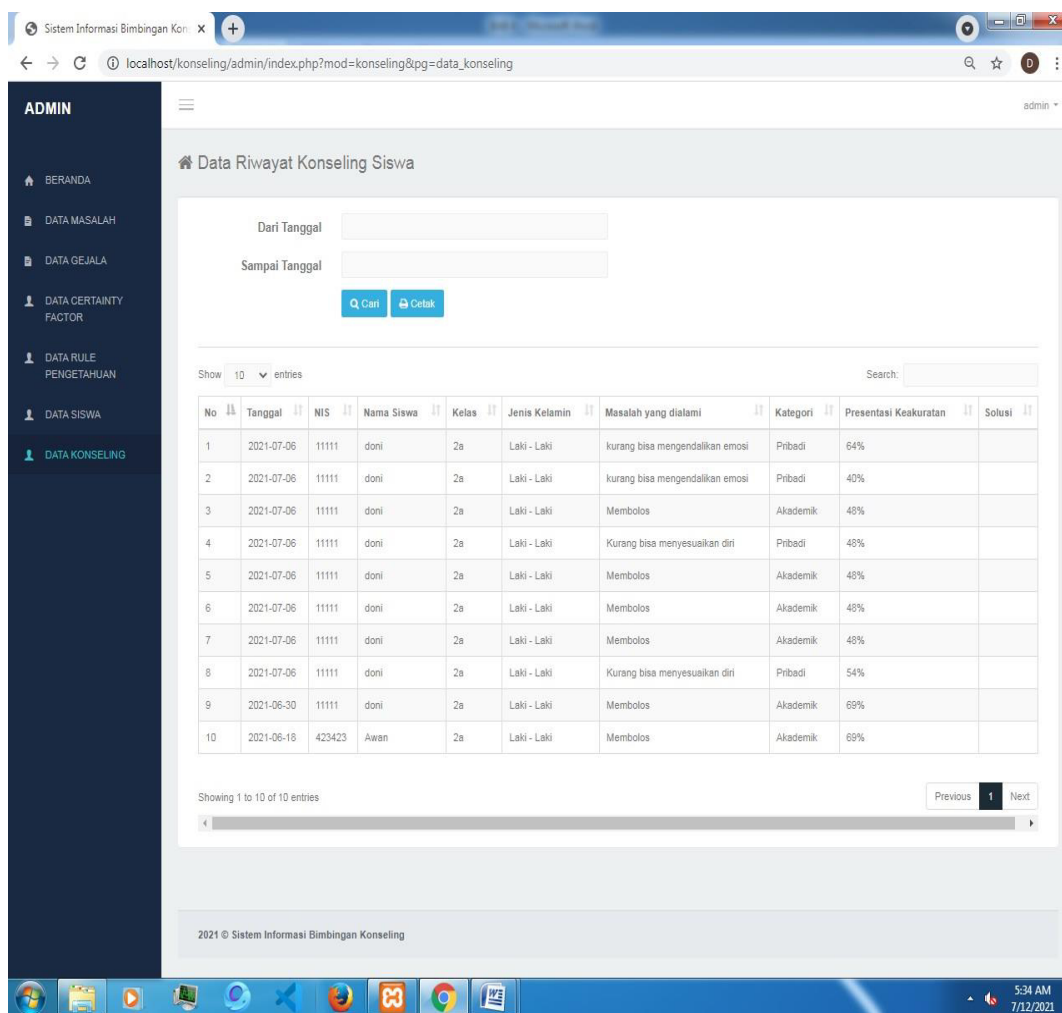 Sistem Informasi Bimbingan Kon
localhost/konseling/admin/index.php?mod=konseling&pg=data_konseling
D
ADMIN
admin
BERANDA
DATA MASALAH
DATA GEJALA
DATA CERTAINTY
FACTOR
DATA RULE
PENGETAHUAN
DATA SISWA
DATA KONSELING
Data Riwayat Konseling Siswa
Dari Tanggal
Sampai Tanggal
Cari Cetak
Show 10 entries Search:
No Tanggal NIS Nama Siswa Kelas Jenis Kelamin Masalah yang dialami Kategori Presentasi Keakuratan Solusi
1 2021-07-06 11111 doni 2a Laki - Laki kurang bisa mengendalikan emosi Pribadi 64%
2 2021-07-06 11111 doni 2a Laki - Laki kurang bisa mengendalikan emosi Pribadi 40%
3 2021-07-06 11111 doni 2a Laki - Laki Membolos Akademik 48%
4 2021-07-06 11111 doni 2a Laki - Laki Kurang bisa menyesuaikan diri Pribadi 48%
5 2021-07-06 11111 doni 2a Laki - Laki Membolos Akademik 48%
6 2021-07-06 11111 doni 2a Laki - Laki Membolos Akademik 48%
7 2021-07-06 11111 doni 2a Laki - Laki Membolos Akademik 48%
8 2021-07-06 11111 doni 2a Laki - Laki Kurang bisa menyesuaikan diri Pribadi 54%
9 2021-06-30 11111 doni 2a Laki - Laki Membolos Akademik 69%
10 2021-06-18 423423 Awan 2a Laki - Laki Membolos Akademik 69%
Showing 1 to 10 of 10 entries Previous 1 Next
2021 © Sistem Informasi Bimbingan Konseling
5:34 AM
7/12/2021